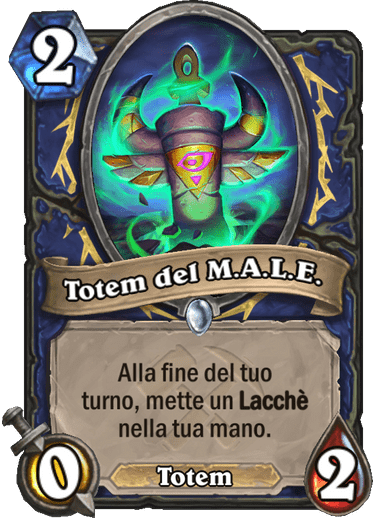 2
Totem del M.A.L.E.
Alla fine del tuo
turno, mette un Lacchè
nella tua mano.
0
Totem
2